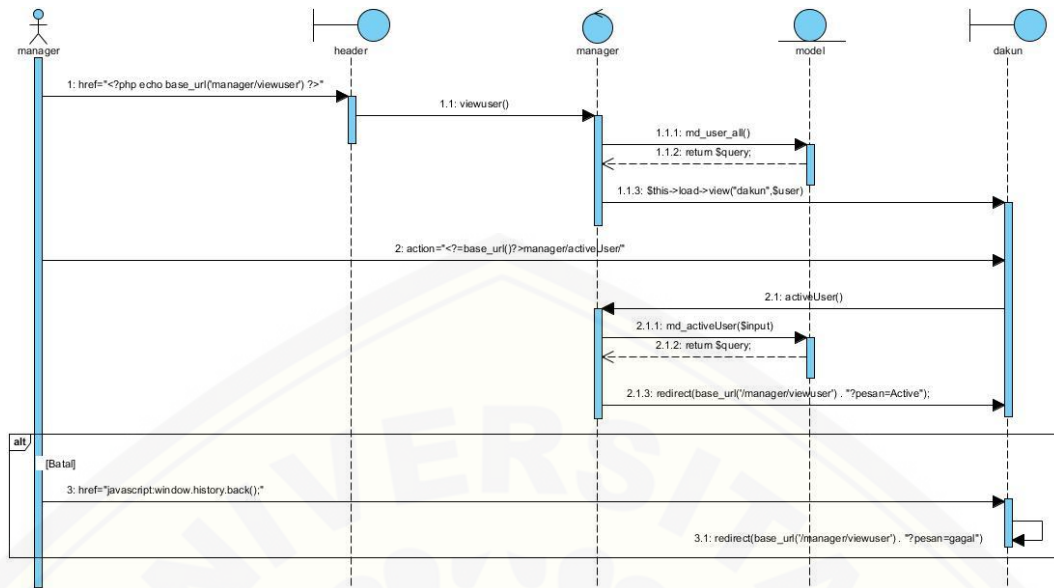 manager
header
manager
model
dakun
1: href="<?php echo base_url('manager/viewuser') ?>"
1.1: viewuser()
1.1.1: md_user_all()
1.1.2: return $query;
1.1.3: $this->load->view("dakun",$user)
2: action="<?=base_url()?>manager/activeUser/"
2.1: activeUser()
2.1.1: md_activeUser($input)
2.1.2: return $query;
2.1.3: redirect(base_url('/manager/viewuser') . "?pesan=Active");
alt
[Batal]
3: href="javascript:window.history.back();"
3.1: redirect(base_url('/manager/viewuser') . "?pesan=gagal")
NIVERSITA